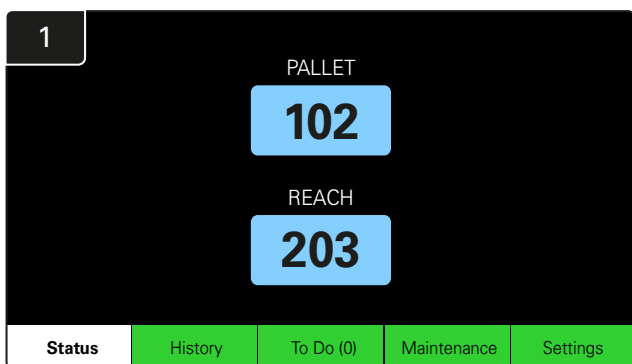 1
PALLET
102
REACH
203
Status History To Do (0) Maintenance Settings